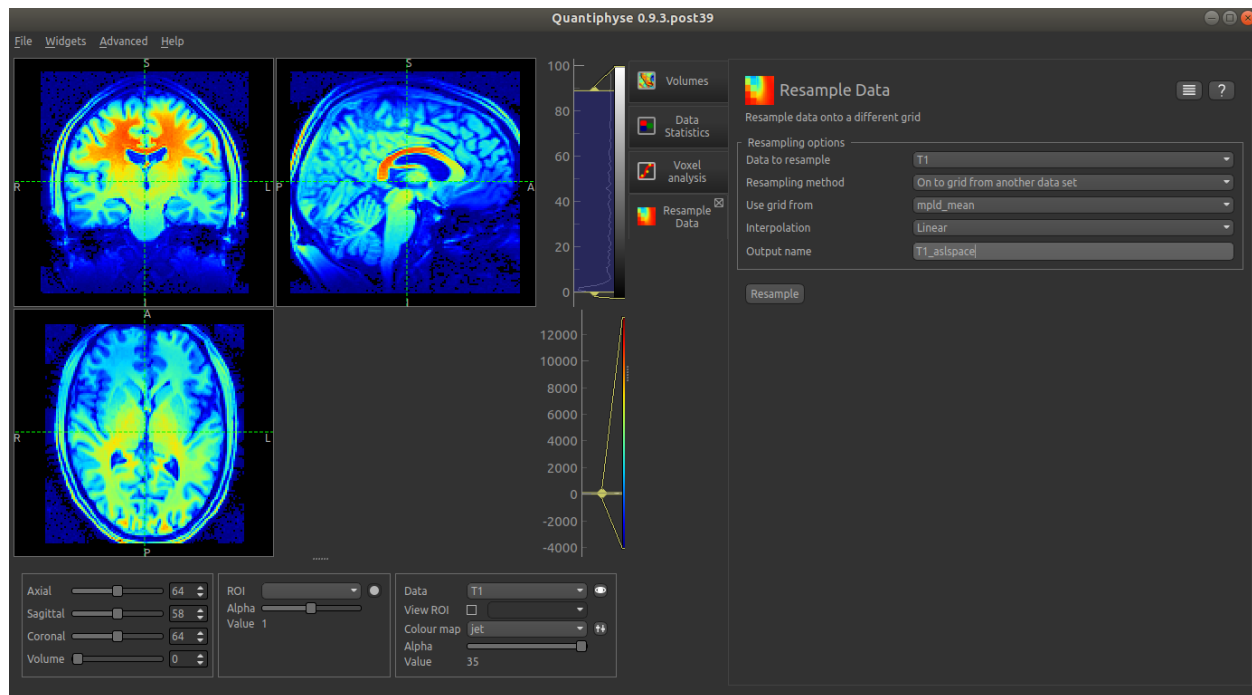 Quantiphyse 0.9.3.post39
File Widgets Advanced Help
S
R
L
S
P
A
I
I
A
R
L
P
100
80
60
40
20
0
12000
10000
8000
6000
4000
2000
0
-2000
-4000
Volumes
Data
Statistics
Voxel
analysis
Resample
Data
Resample Data
?
Resample data onto a different grid
Resampling options
Data to resample T1
Resampling method On to grid from another data set
Use grid from mpld_mean
Interpolation Linear
Output name T1_aslspace
Resample
Axial 64
Sagittal 58
Coronal 64
Volume 0
ROI
Alpha
Value 1
Data T1
View ROI
Colour map jet
Alpha
Value 35